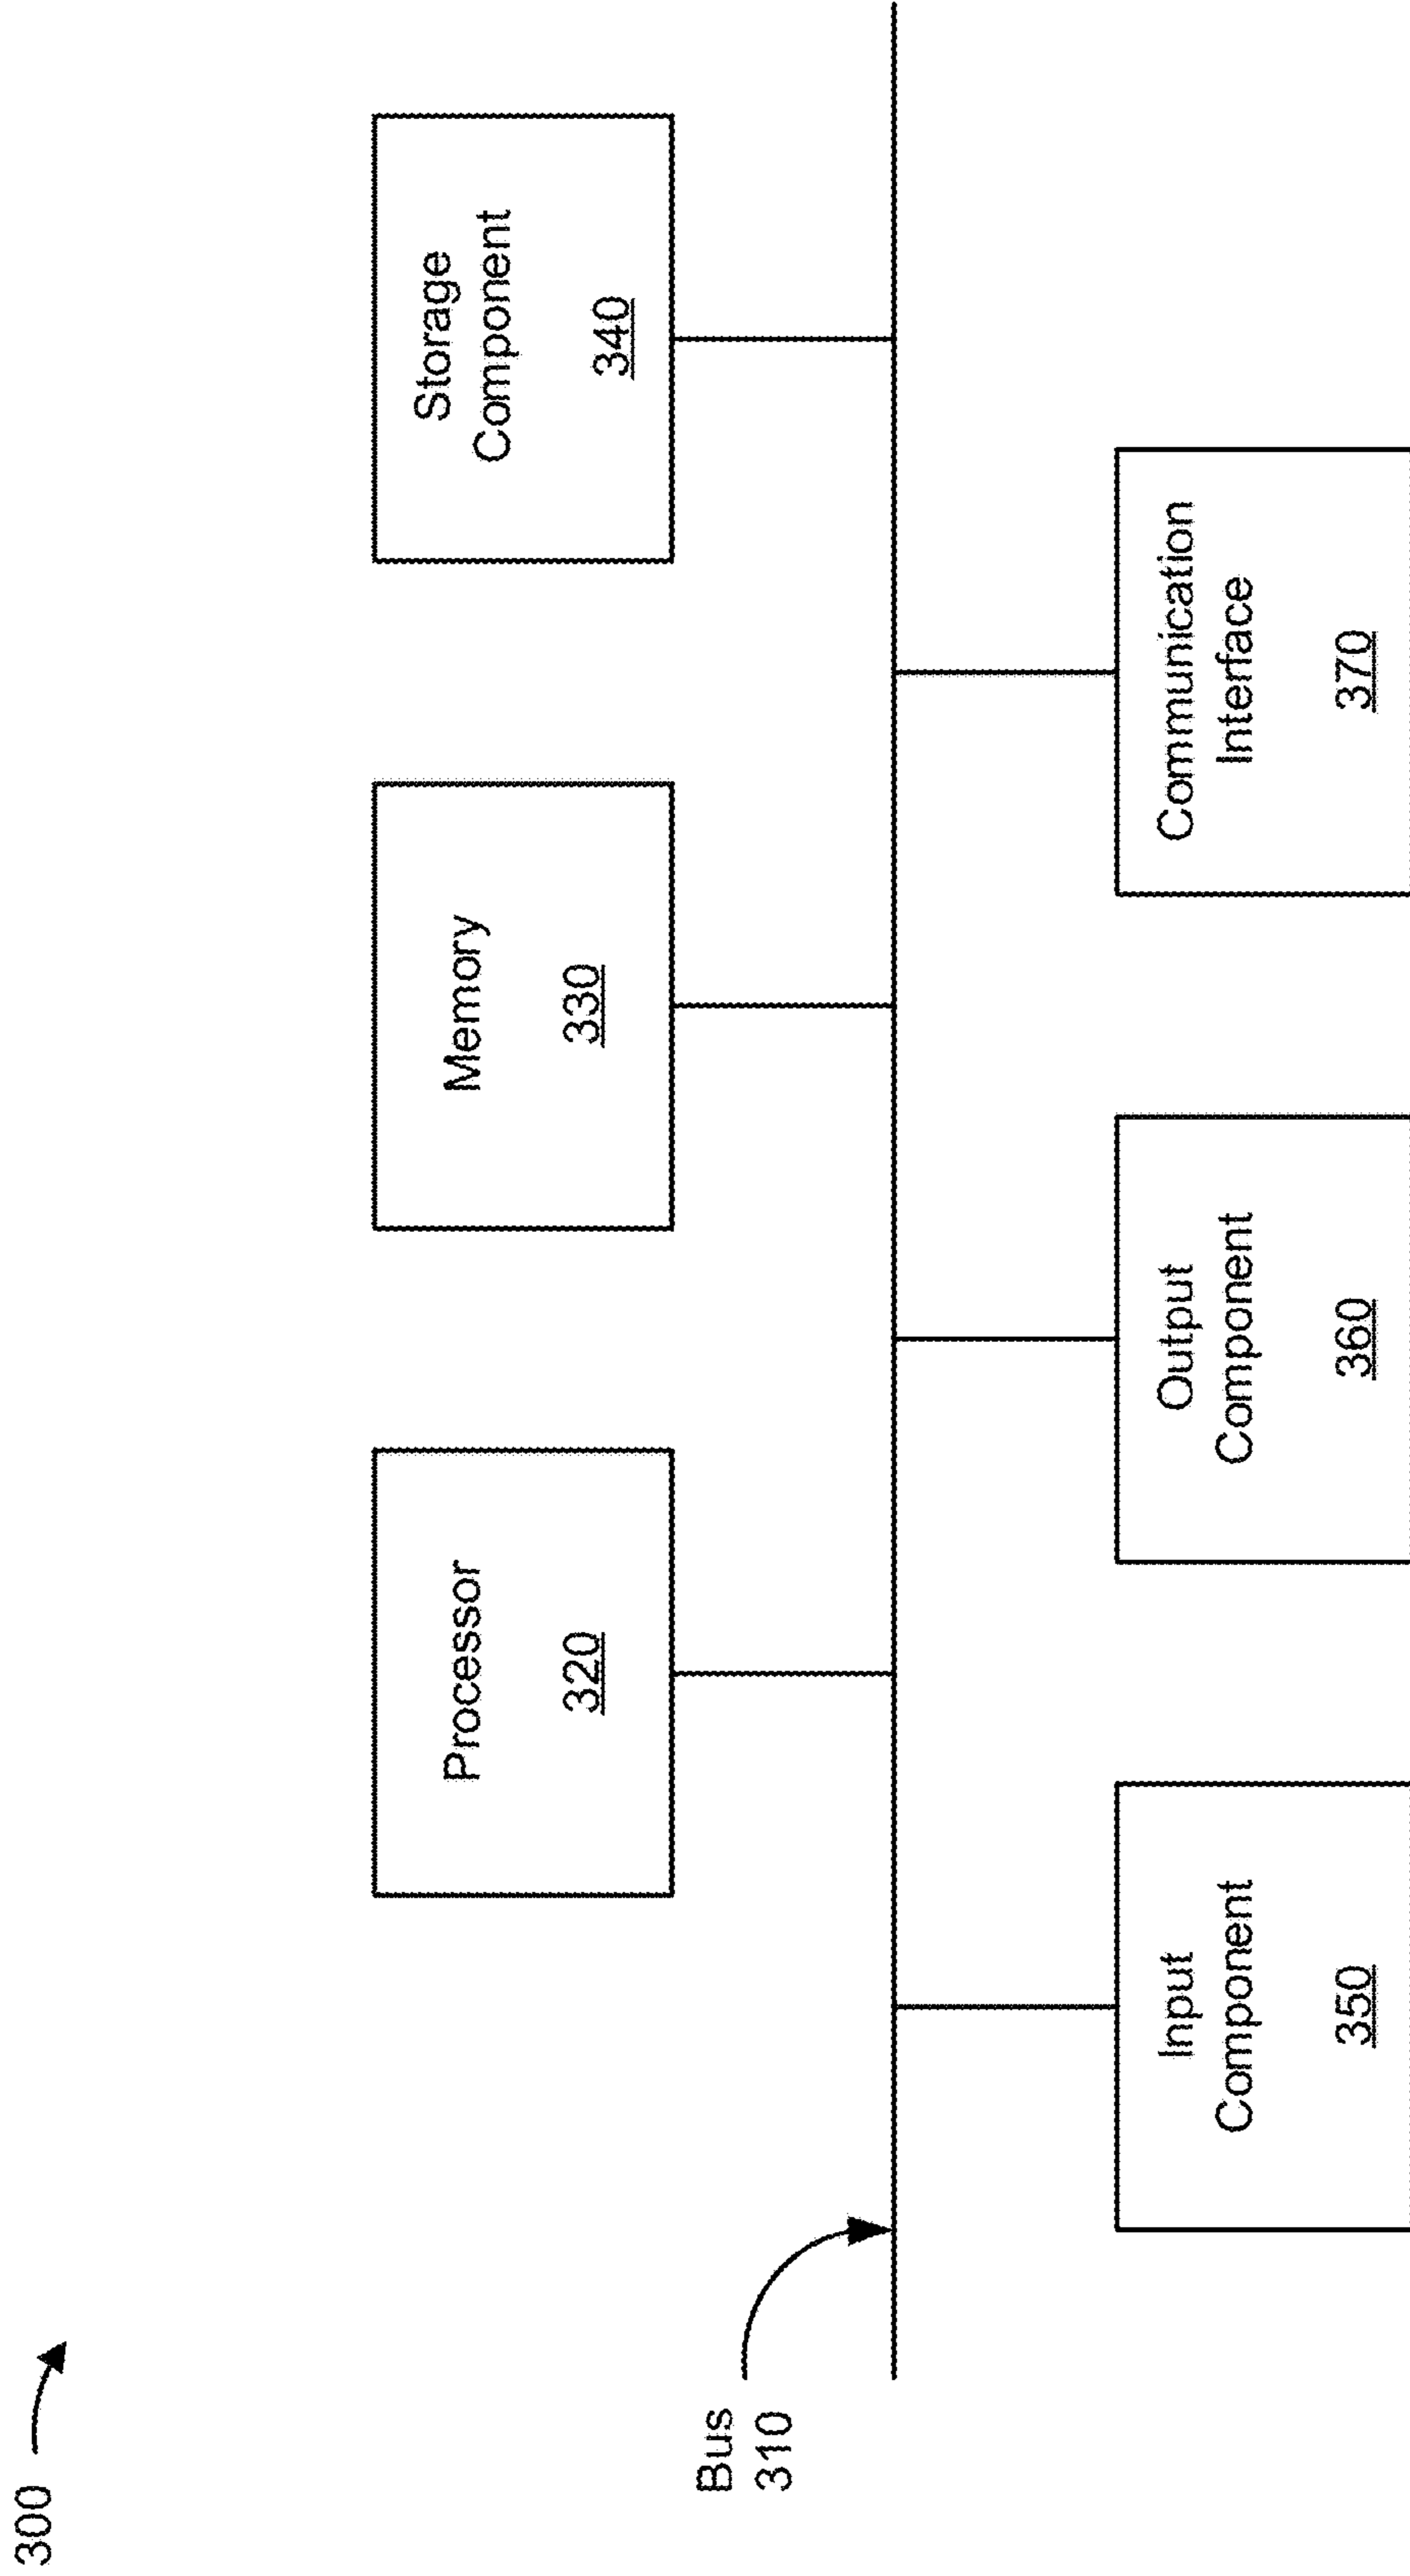 300
Bus
310
Processor
320
Memory
330
Storage
Component
340
Input
Component
350
Output
Component
360
Communication
Interface
370